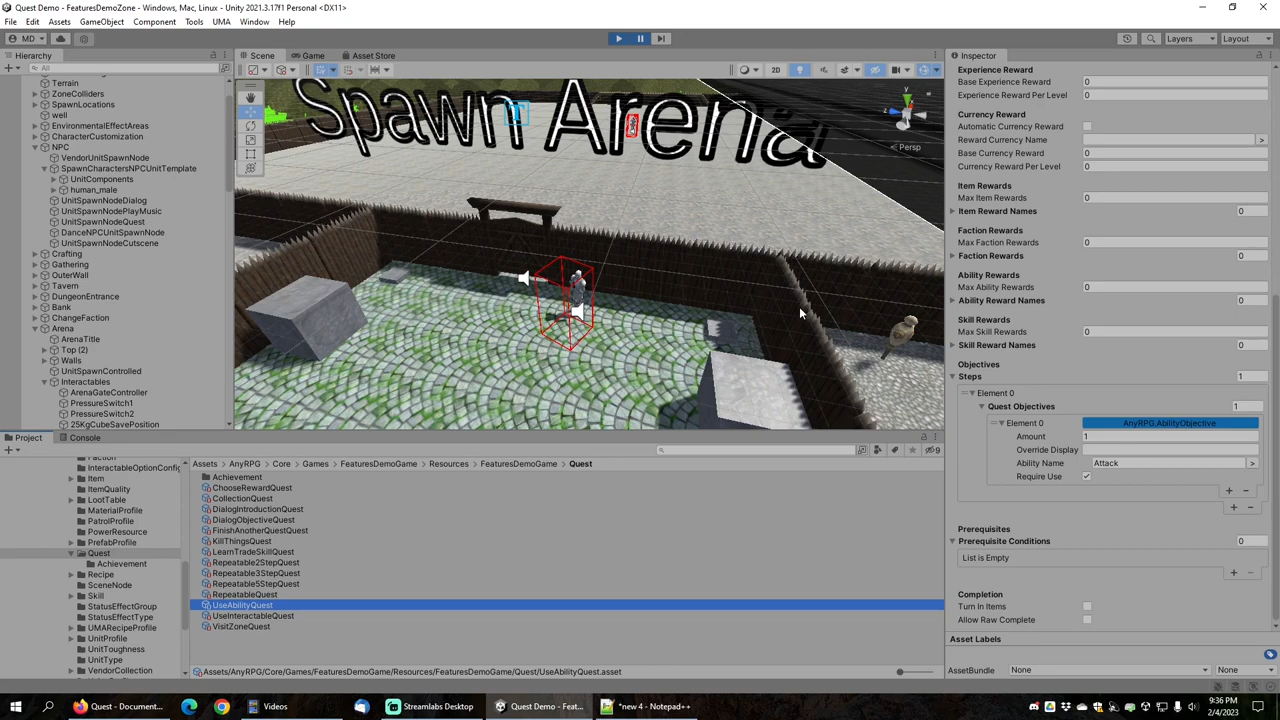 Quest Demo - FeaturesDemoZone - Windows, Mac, Linux - Unity 2021.3.17f1 Personal <DX11>
File Edit Assets GameObject Component Tools UMA Window Help
MD
Layers Layout
Hierarchy
All
Terrain
ZoneColliders
SpawnLocations
well
EnvironmentalEffectAreas
CharacterCustomization
NPC
VendorUnitSpawnNode
SpawnCharactersNPCUnitTemplate
UnitComponents
human_male
UnitSpawnNodeDialog
UnitSpawnNodePlayMusic
UnitSpawnNodeQuest
DanceNPCUnitSpawnNode
UnitSpawnNodeCutscene
Crafting
Gathering
OuterWall
Tavern
DungeonEntrance
Bank
ChangeFaction
Arena
ArenaTitle
Top (2)
Walls
UnitSpawnControlled
Interactables
ArenaGateController
PressureSwitch1
PressureSwitch2
25KgCubeSavePosition
Scene Game Asset Store
2D
Spawn Arena
y
z
< Persp
Inspector
Experience Reward
Base Experience Reward 0
Experience Reward Per Level 0
Currency Reward
Automatic Currency Reward
Reward Currency Name
Base Currency Reward 0
Currency Reward Per Level 0
Item Rewards
Max Item Rewards 0
Item Reward Names 0
Faction Rewards
Max Faction Rewards 0
Faction Rewards 0
Ability Rewards
Max Ability Rewards 0
Ability Reward Names 0
Skill Rewards
Max Skill Rewards 0
Skill Reward Names 0
Objectives
Steps 1
Element 0
Quest Objectives 1
Element 0 AnyRPG.AbilityObjective
Amount 1
Override Display
Ability Name Attack
Require Use
Prerequisites
Prerequisite Conditions 0
List is Empty
Completion
Turn In Items
Allow Raw Complete
Asset Labels
AssetBundle None None
Project Console
9
Assets > AnyRPG > Core > Games > FeaturesDemoGame > Resources > FeaturesDemoGame > Quest
Faction
InteractableOptionConfig
Item
ItemQuality
LootTable
MaterialProfile
PatrolProfile
PowerResource
PrefabProfile
Quest
Achievement
Recipe
SceneNode
Skill
StatusEffectGroup
StatusEffectType
UMARecipeProfile
UnitProfile
UnitToughness
UnitType
VendorCollection
Achievement
ChooseRewardQuest
CollectionQuest
DialogIntroductionQuest
DialogObjectiveQuest
FinishAnotherQuestQuest
KillThingsQuest
LearnTradeSkillQuest
Repeatable2StepQuest
Repeatable3StepQuest
Repeatable5StepQuest
RepeatableQuest
UseAbilityQuest
UseInteractableQuest
VisitZoneQuest
Assets/AnyRPG/Core/Games/FeaturesDemoGame/Resources/FeaturesDemoGame/Quest/UseAbilityQuest.asset
Quest - Document...
Videos
Streamlabs Desktop
Quest Demo - Feat...
*new 4 - Notepad++
9:36 PM
2/4/2023